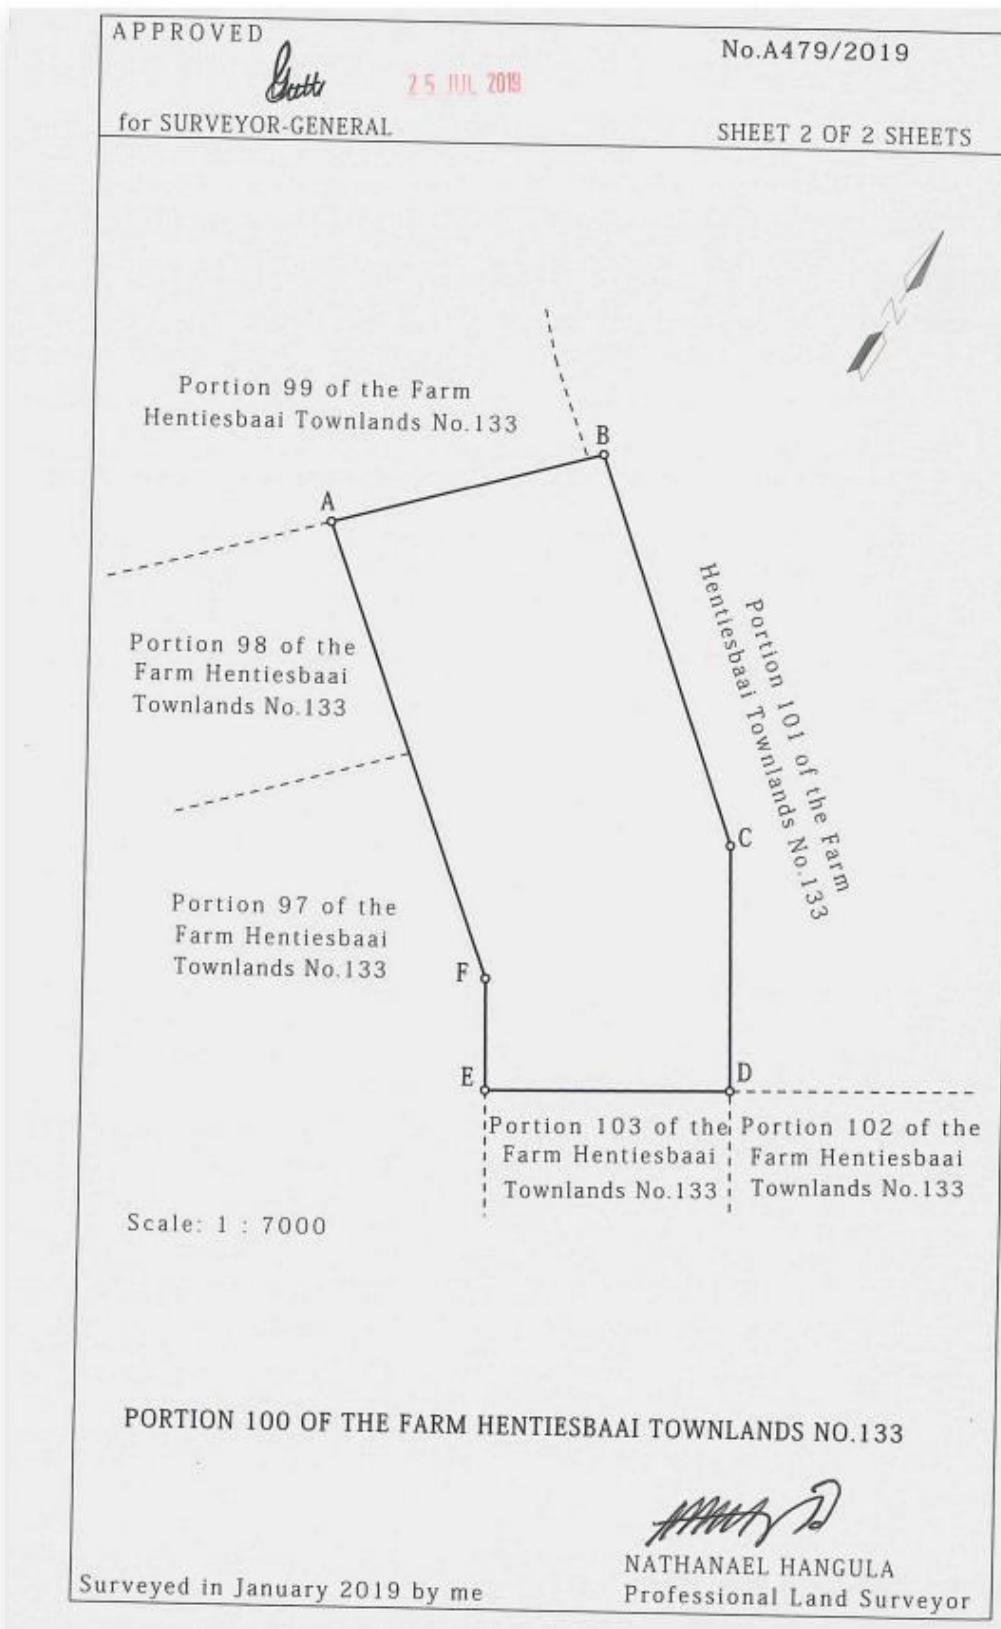 APPROVED
No.A479/2019
25 JUL 2019
for SURVEYOR-GENERAL
SHEET 2 OF 2 SHEETS
N
Portion 99 of the Farm
Hentiesbaai Townlands No.133
B
A
Portion 98 of the
Farm Hentiesbaai
Townlands No.133
Portion 101 of the Farm
Hentiesbaai Townlands No.133
C
Portion 97 of the
Farm Hentiesbaai
Townlands No.133
F
E
D
Portion 103 of the
Farm Hentiesbaai
Townlands No.133
Portion 102 of the
Farm Hentiesbaai
Townlands No.133
Scale: 1 : 7000
PORTION 100 OF THE FARM HENTIESBAAI TOWNLANDS NO.133
NATHANAEL HANGULA
Surveyed in January 2019 by me
Professional Land Surveyor